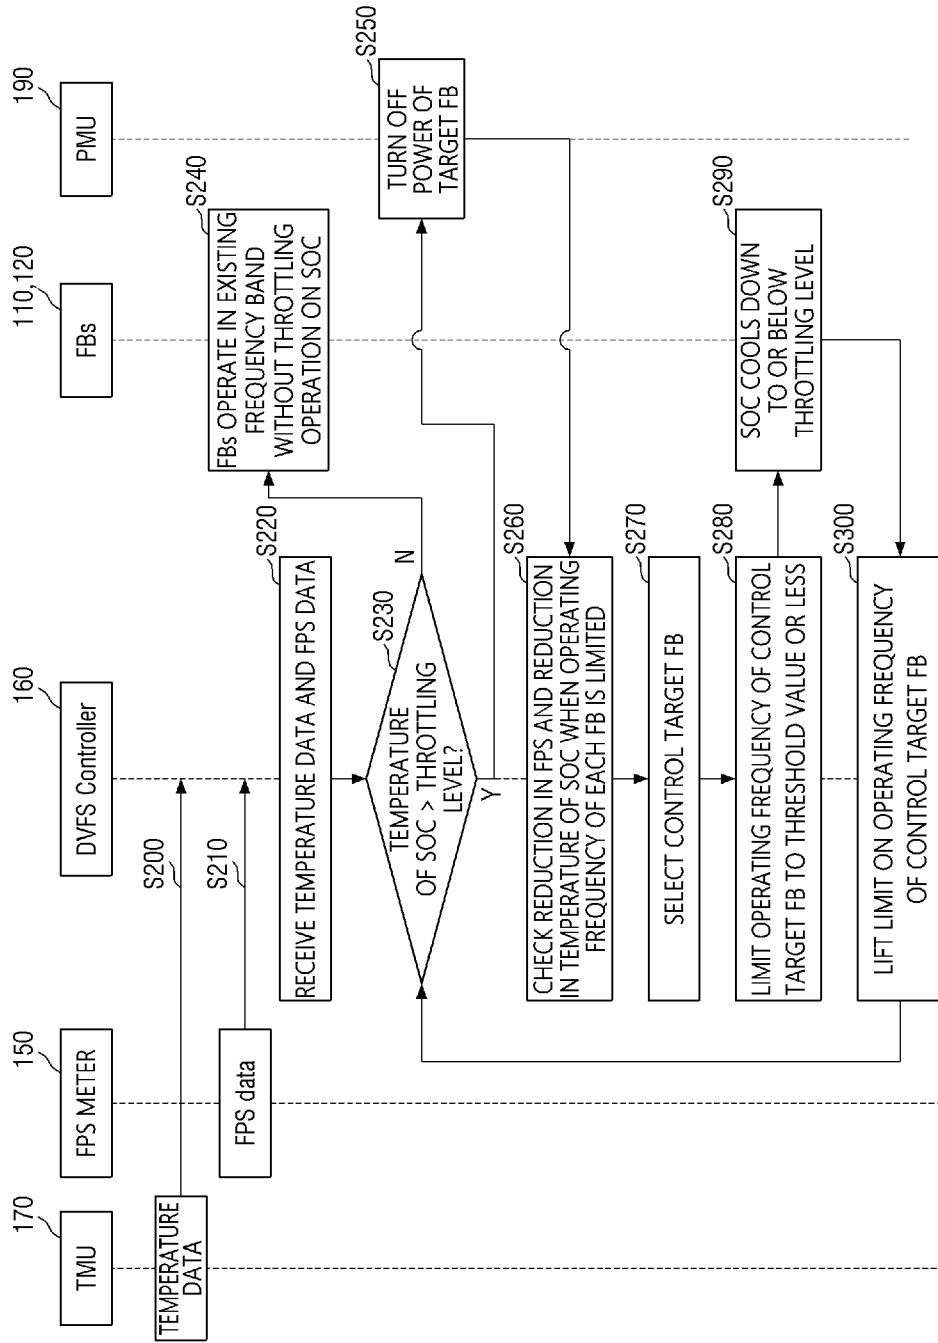 170
TMU
150
FPS METER
160
DVFS Controller
110,120
FBs
190
PMU
TEMPERATURE
DATA
S200
FPS data
S210
S220
RECEIVE TEMPERATURE DATA AND FPS DATA
S230
TEMPERATURE
OF SOC > THROTTLING
LEVEL?
N
Y
S240
FBs OPERATE IN EXISTING
FREQUENCY BAND
WITHOUT THROTTLING
OPERATION ON SOC
S250
TURN OFF
POWER OF
TARGET FB
S260
CHECK REDUCTION IN FPS AND REDUCTION
IN TEMPERATURE OF SOC WHEN OPERATING
FREQUENCY OF EACH FB IS LIMITED
S270
SELECT CONTROL TARGET FB
S280
LIMIT OPERATING FREQUENCY OF CONTROL
TARGET FB TO THRESHOLD VALUE OR LESS
S290
SOC COOLS DOWN
TO OR BELOW
THROTTLING LEVEL
S300
LIFT LIMIT ON OPERATING FREQUENCY
OF CONTROL TARGET FB